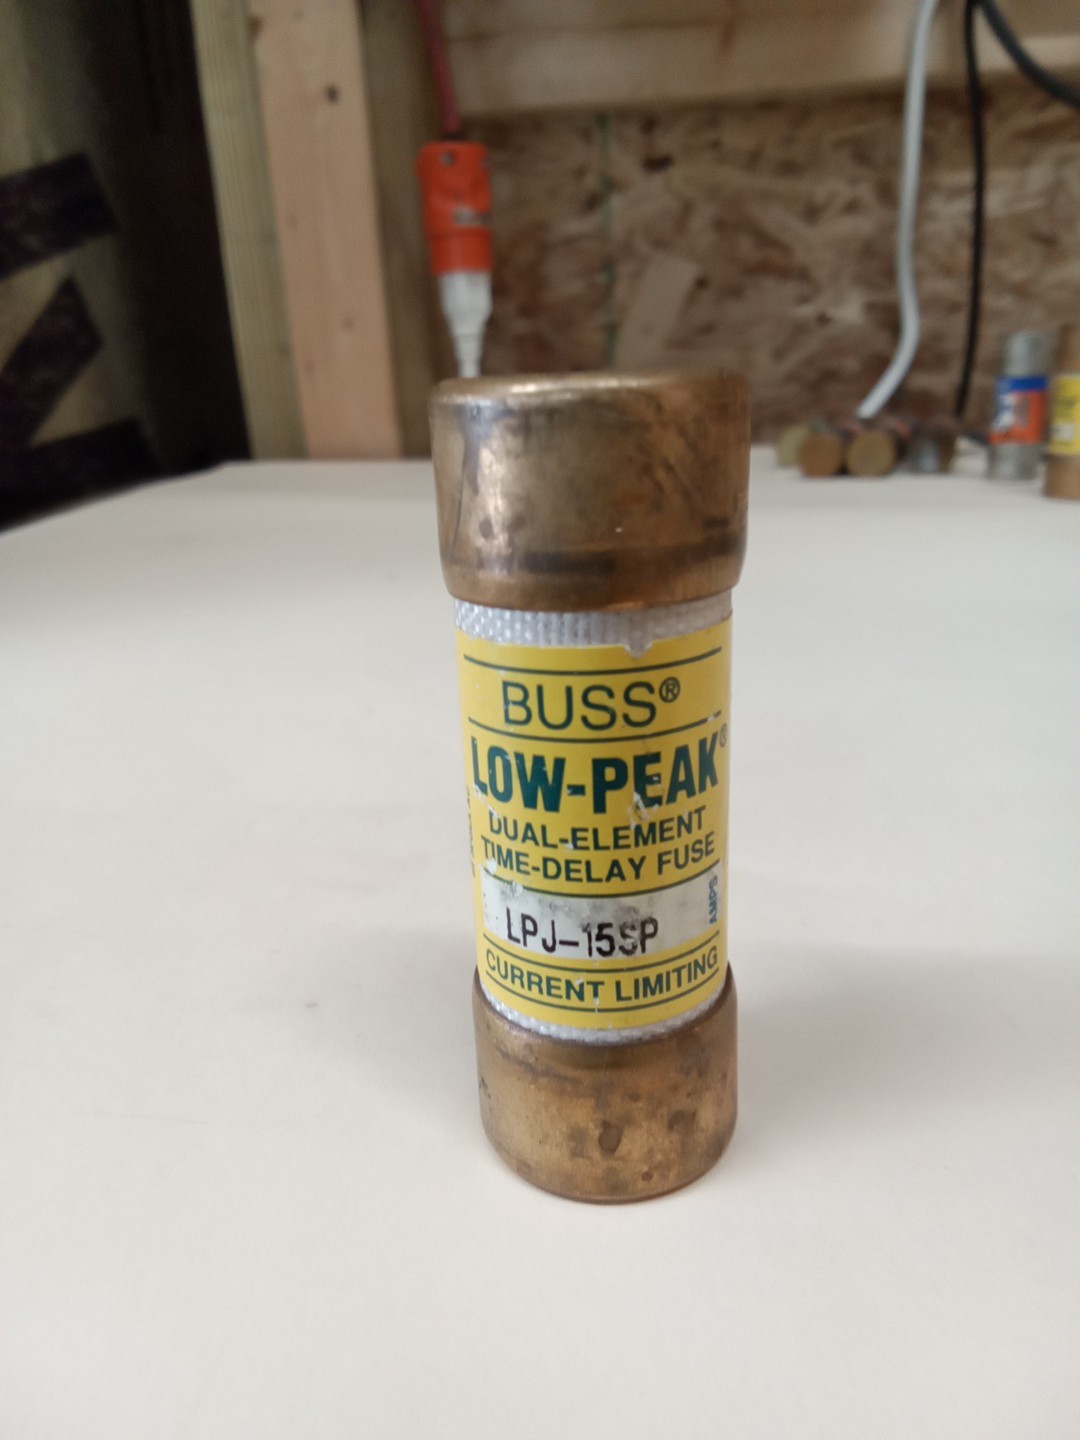 BUSS®
LOW-PEAK®
DUAL-ELEMENT
TIME-DELAY FUSE
LPJ-15SP
AMPS
CURRENT LIMITING